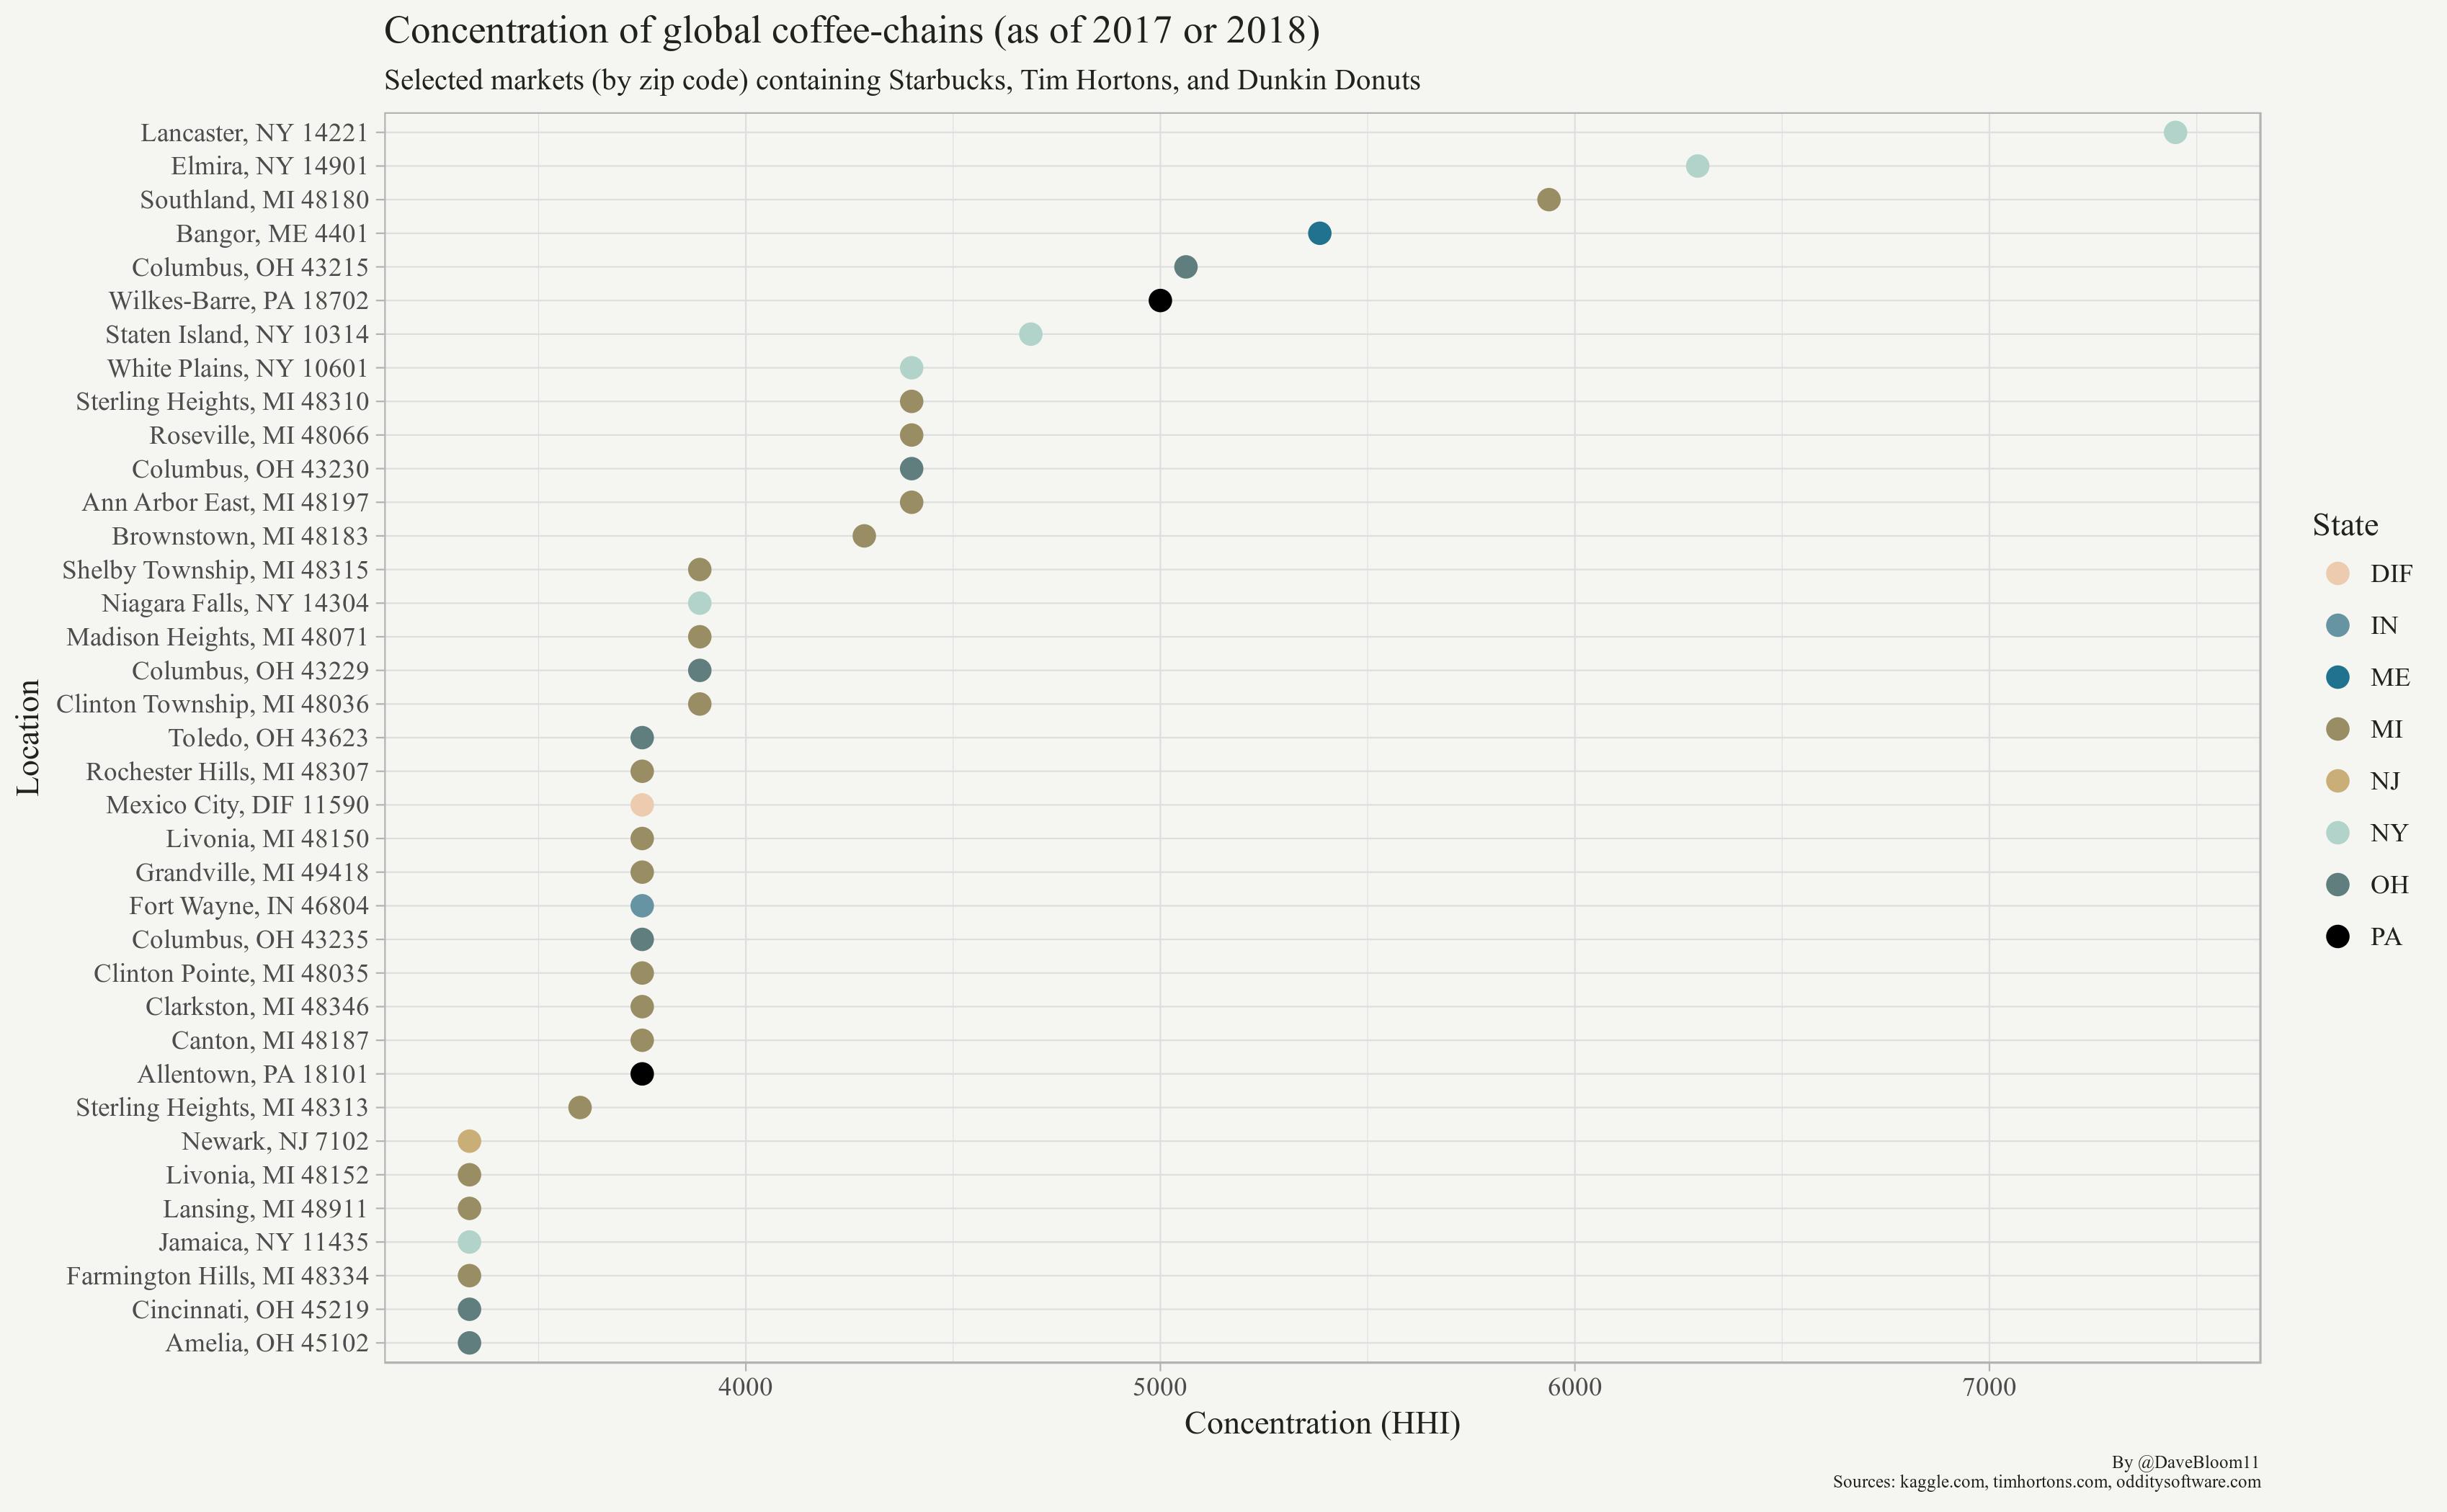 Concentration of global coffee-chains (as of 2017 or 2018)
Selected markets (by zip code) containing Starbucks, Tim Hortons, and Dunkin Donuts
Location
Lancaster, NY 14221
Elmira, NY 14901
Southland, MI 48180
Bangor, ME 4401
Columbus, OH 43215
Wilkes-Barre, PA 18702
Staten Island, NY 10314
White Plains, NY 10601
Sterling Heights, MI 48310
Roseville, MI 48066
Columbus, OH 43230
Ann Arbor East, MI 48197
Brownstown, MI 48183
Shelby Township, MI 48315
Niagara Falls, NY 14304
Madison Heights, MI 48071
Columbus, OH 43229
Clinton Township, MI 48036
Toledo, OH 43623
Rochester Hills, MI 48307
Mexico City, DIF 11590
Livonia, MI 48150
Grandville, MI 49418
Fort Wayne, IN 46804
Columbus, OH 43235
Clinton Pointe, MI 48035
Clarkston, MI 48346
Canton, MI 48187
Allentown, PA 18101
Sterling Heights, MI 48313
Newark, NJ 7102
Livonia, MI 48152
Lansing, MI 48911
Jamaica, NY 11435
Farmington Hills, MI 48334
Cincinnati, OH 45219
Amelia, OH 45102
4000 5000 6000 7000
Concentration (HHI)
State
DIF
IN
ME
MI
NJ
NY
OH
PA
By @DaveBloom11
Sources: kaggle.com, timhortons.com, odditysoftware.com